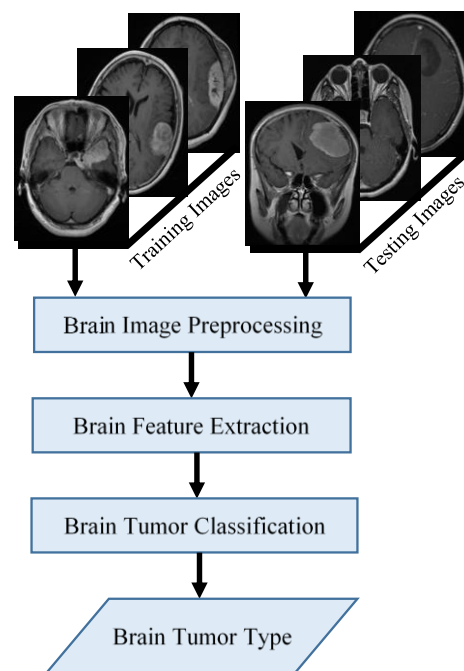 Training Images
Testing Images
Brain Image Preprocessing
Brain Feature Extraction
Brain Tumor Classification
Brain Tumor Type